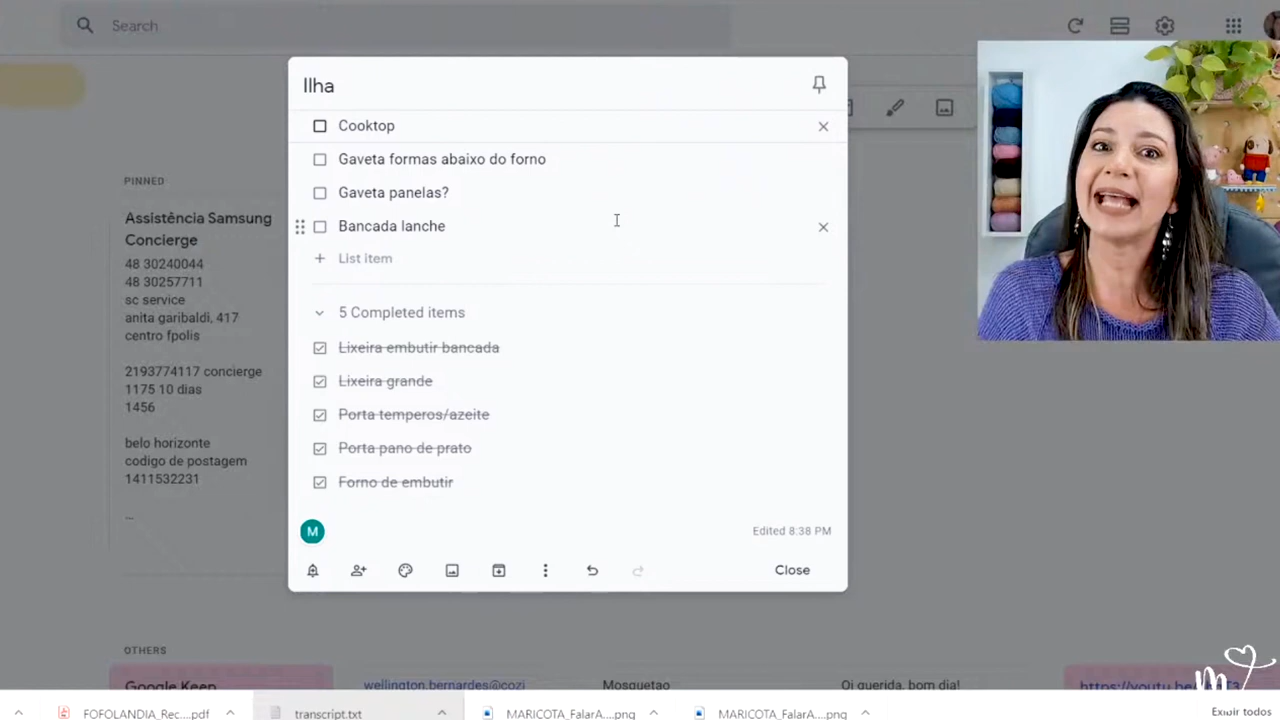 Search
Ilha
Cooktop
Gaveta formas abaixo do forno
Gaveta panelas?
Bancada lanche
List item
5 Completed items
Lixeira embutir bancada
Lixeira grande
Porta temperos/azeite
Porta pano de prato
Forno de embutir
M
Edited 8:38 PM
Close
PINNED
Assistência Samsung
Concierge
48 30240044
48 30257711
sc service
anita garibaldi, 417
centro fpolis
2193774117 concierge
1175 10 dias
1456
belo horizonte
codigo de postagem
1411532231
...
OTHERS
Google Keep
wellington.bernardes@cozi
Mosquetao
Oi querida, bom dia!
m
FOFOLANDIA_Rec....pdf
transcript.txt
MARICOTA_FalarA....png
MARICOTA_FalarA....png
Exibir todos